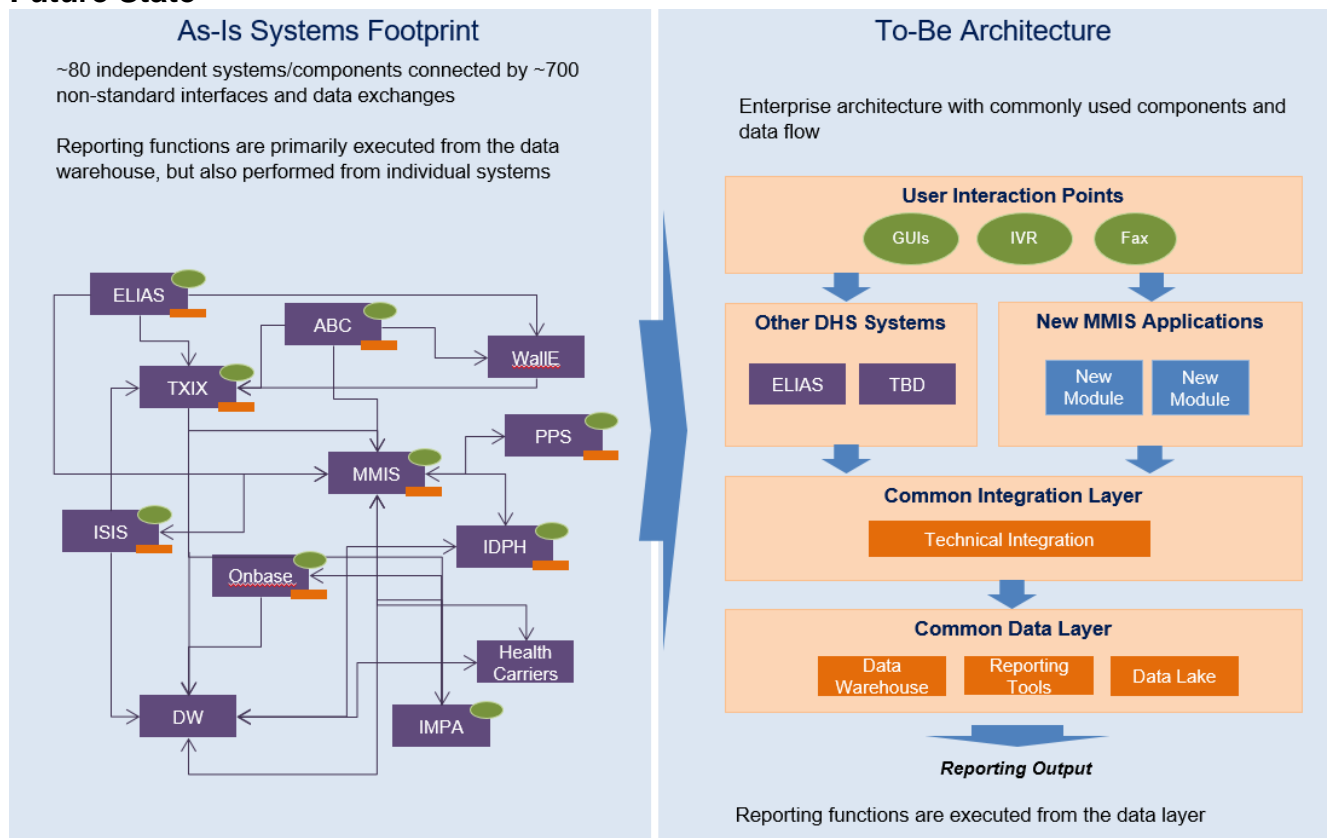 Future State
As-Is Systems Footprint
~80 independent systems/components connected by ~700
non-standard interfaces and data exchanges
Reporting functions are primarily executed from the data
warehouse, but also performed from individual systems
ELIAS
ABC
WallE
TXIX
PPS
MMIS
ISIS
IDPH
Onbase
Health
Carriers
DW
IMPA
To-Be Architecture
Enterprise architecture with commonly used components and
data flow
User Interaction Points
GUIs
IVR
Fax
Other DHS Systems
ELIAS
TBD
New MMIS Applications
New
Module
New
Module
Common Integration Layer
Technical Integration
Common Data Layer
Data
Warehouse
Reporting
Tools
Data Lake
Reporting Output
Reporting functions are executed from the data layer